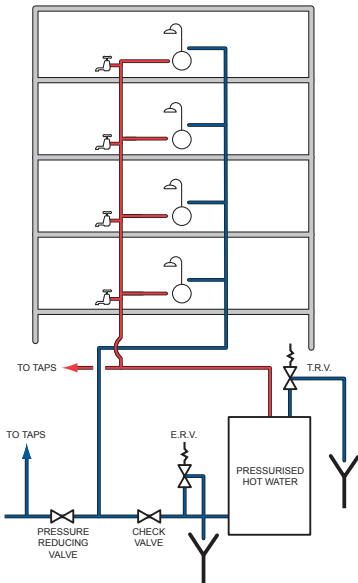 TO TAPS
T.R.V.
TO TAPS
E.R.V.
PRESSURISED
HOT WATER
PRESSURE
REDUCING
VALVE
CHECK
VALVE